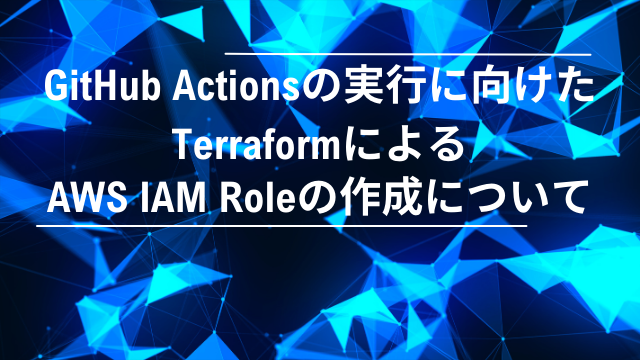 GitHub Actionsの実行に向けた
Terraformによる
AWS IAM Roleの作成について